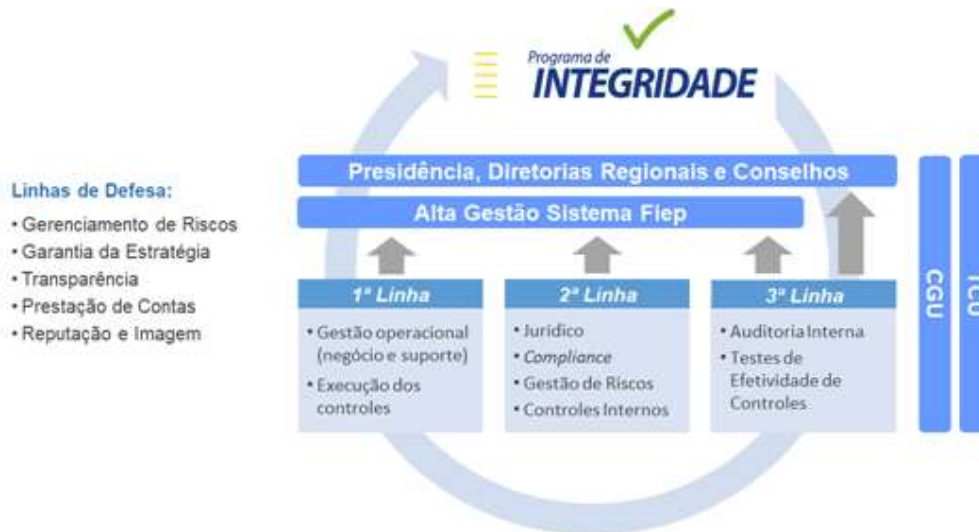 Programa de
INTEGRIDADE
Presidência, Diretorias Regionais e Conselhos
Alta Gestão Sistema Fiep
Linhas de Defesa:
• Gerenciamento de Riscos
• Garantia da Estratégia
• Transparência
• Prestação de Contas
• Reputação e Imagem
1ª Linha
• Gestão operacional
(negócio e suporte)
• Execução dos
controles
2ª Linha
• Jurídico
• Compliance
• Gestão de Riscos
• Controles Internos
3ª Linha
• Auditoria Interna
• Testes de
Efetividade de
Controles
CGU
TCU